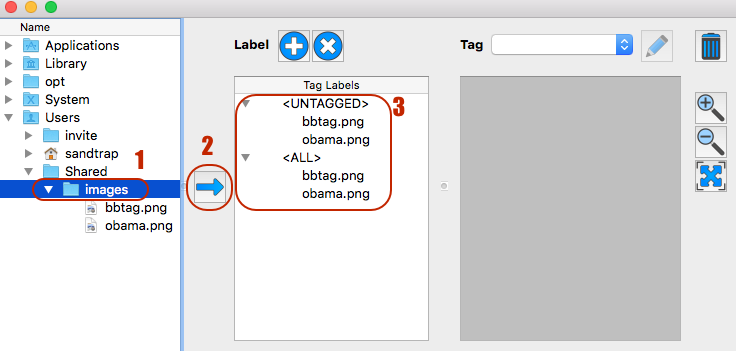 Name
Applications
Library
opt
System
Users
invite
sandtrap
Shared
images
bbtag.png
obama.png
1
2
Label
Tag
Tag Labels
<UNTAGGED>
bbtag.png
obama.png
<ALL>
bbtag.png
obama.png
3